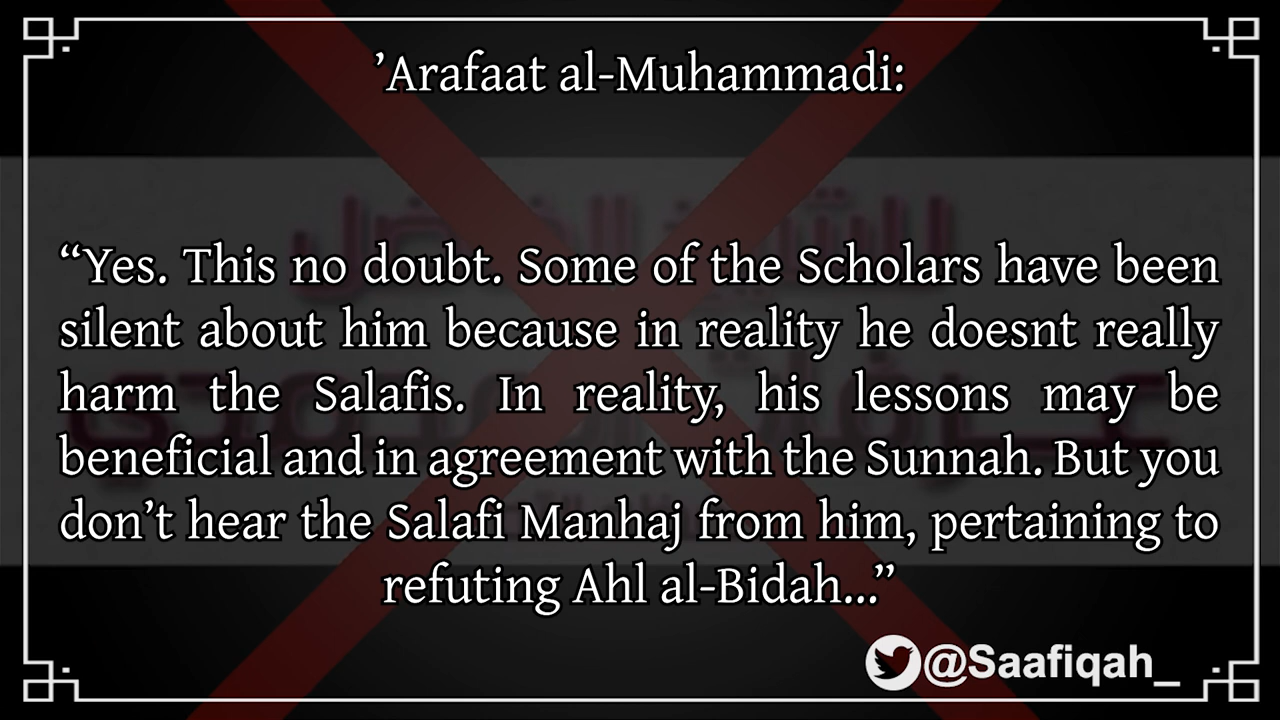 ’Arafaat al-Muhammadi:
“Yes. This no doubt. Some of the Scholars have been
silent about him because in reality he doesnt really
harm the Salafis. In reality, his lessons may be
beneficial and in agreement with the Sunnah. But you
don’t hear the Salafi Manhaj from him, pertaining to
refuting Ahl al-Bidah...”
@Saafiqah_